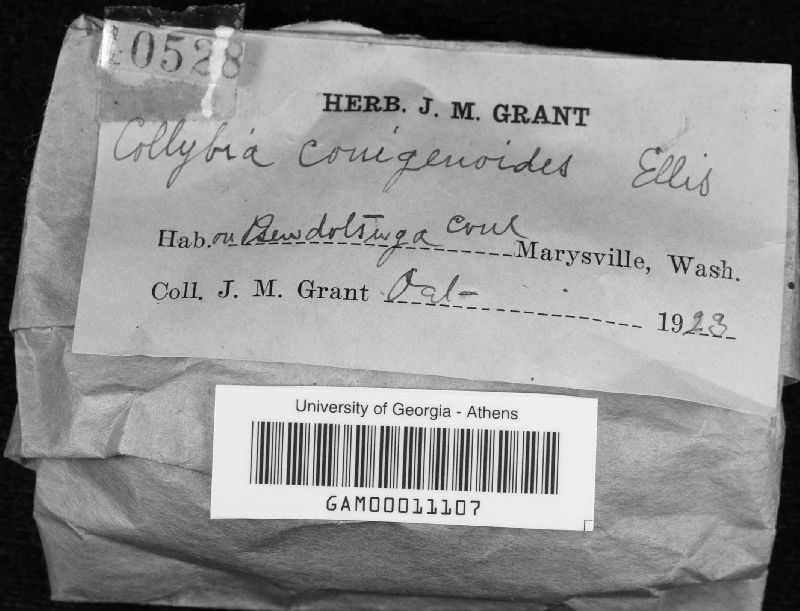 10528
HERB. J. M. GRANT
Collybia conigenoides Ellis
Hab. on Pseudotsuga cone Marysville, Wash.
Coll. J. M. Grant Oct- 1923
University of Georgia - Athens
GAM00011107